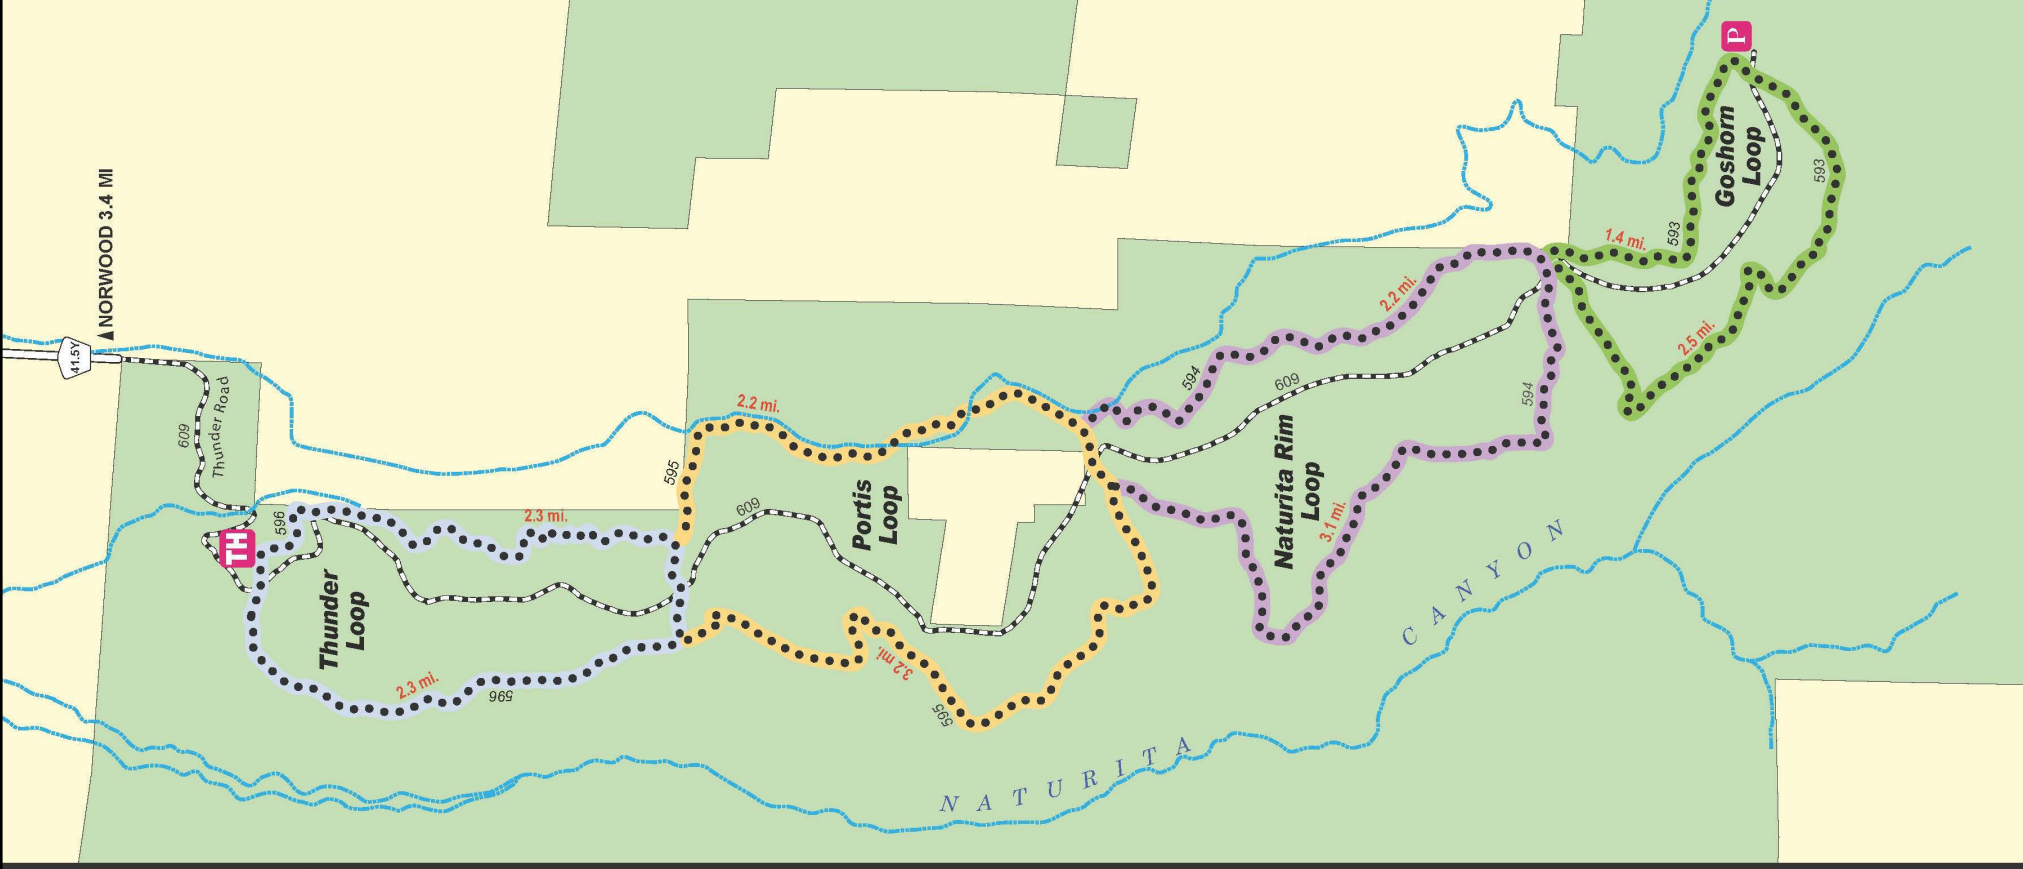 ▲NORWOOD 3.4 MI
41.5Y
609
Thunder Road
TH
596
2.3 mi.
Thunder
Loop
2.3 mi.
596
595
2.2 mi.
609
Portis
Loop
3.2 mi.
595
594
2.2 mi.
609
594
Naturita Rim
Loop
3.1 mi.
P
Goshorn
Loop
593
1.4 mi.
593
2.5 mi.
NATURITA
CANYON